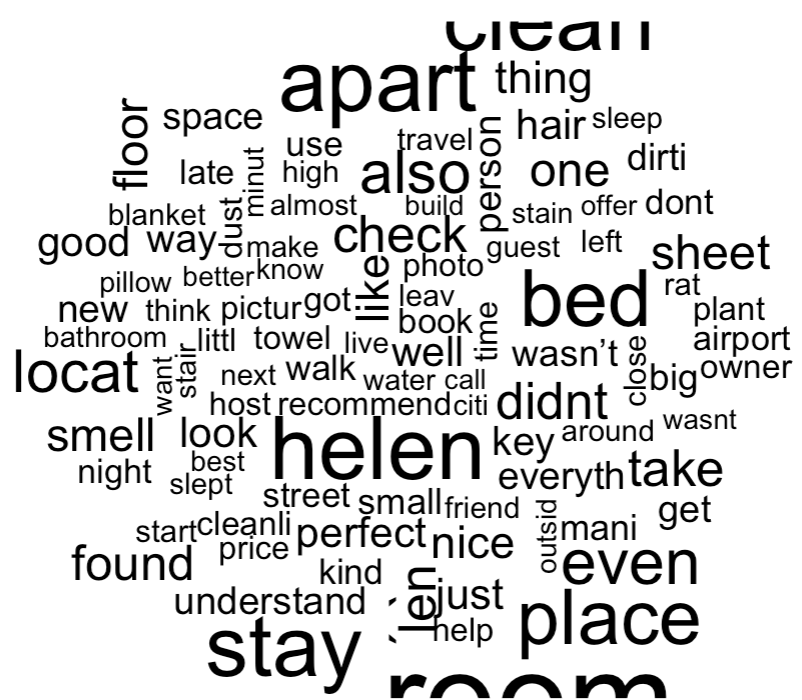 clean
apart thing
floor space use travel person hair sleep
late minut high also one dirti
blanket dust almost build stain offer dont
good way make check guest left sheet
pillow better know like photo rat
new think pictur got leav bed plant
bathroom littl towel live book time wasn’t airport
locat want stair next walk well close big owner
water call
host recommend citi didnt wasnt
smell look helen key around
night best everyth take
slept street small friend get
start cleanli perfect nice outsid mani
found price kind even
understand len just place
stay help
room